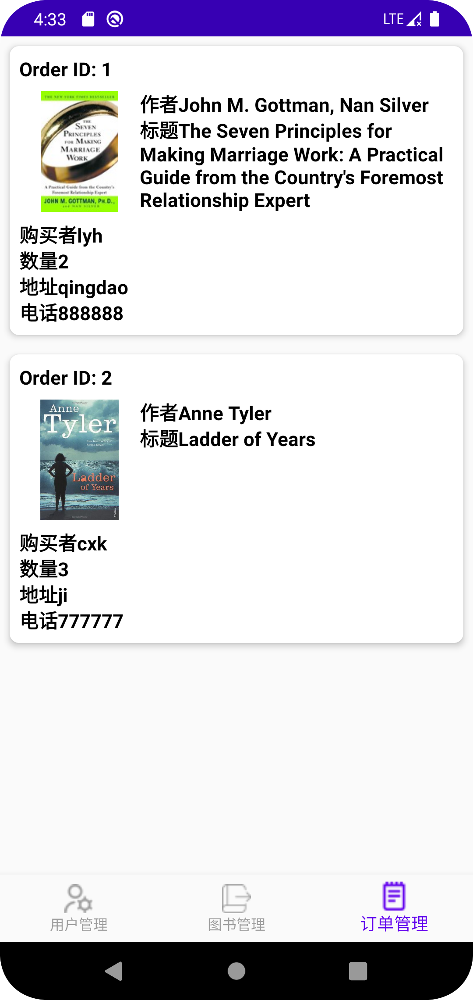 4:33
LTE
Order ID: 1
THE NEW YORK TIMES BESTSELLER
THE
SEVEN
PRINCIPLES
FOR MAKING
MARRIAGE
WORK
A Practical Guide from the Country's
Foremost Relationship Expert
JOHN M. GOTTMAN, PH.D.,
and NAN SILVER
作者John M. Gottman, Nan Silver
标题The Seven Principles for
Making Marriage Work: A Practical
Guide from the Country's Foremost
Relationship Expert
购买者lyh
数量2
地址qingdao
电话888888
Order ID: 2
Anne
Tyler
'Her best book yet'
Roddy Doyle
Ladder
of Years
作者Anne Tyler
标题Ladder of Years
购买者cxk
数量3
地址ji
电话777777
用户管理
图书管理
订单管理